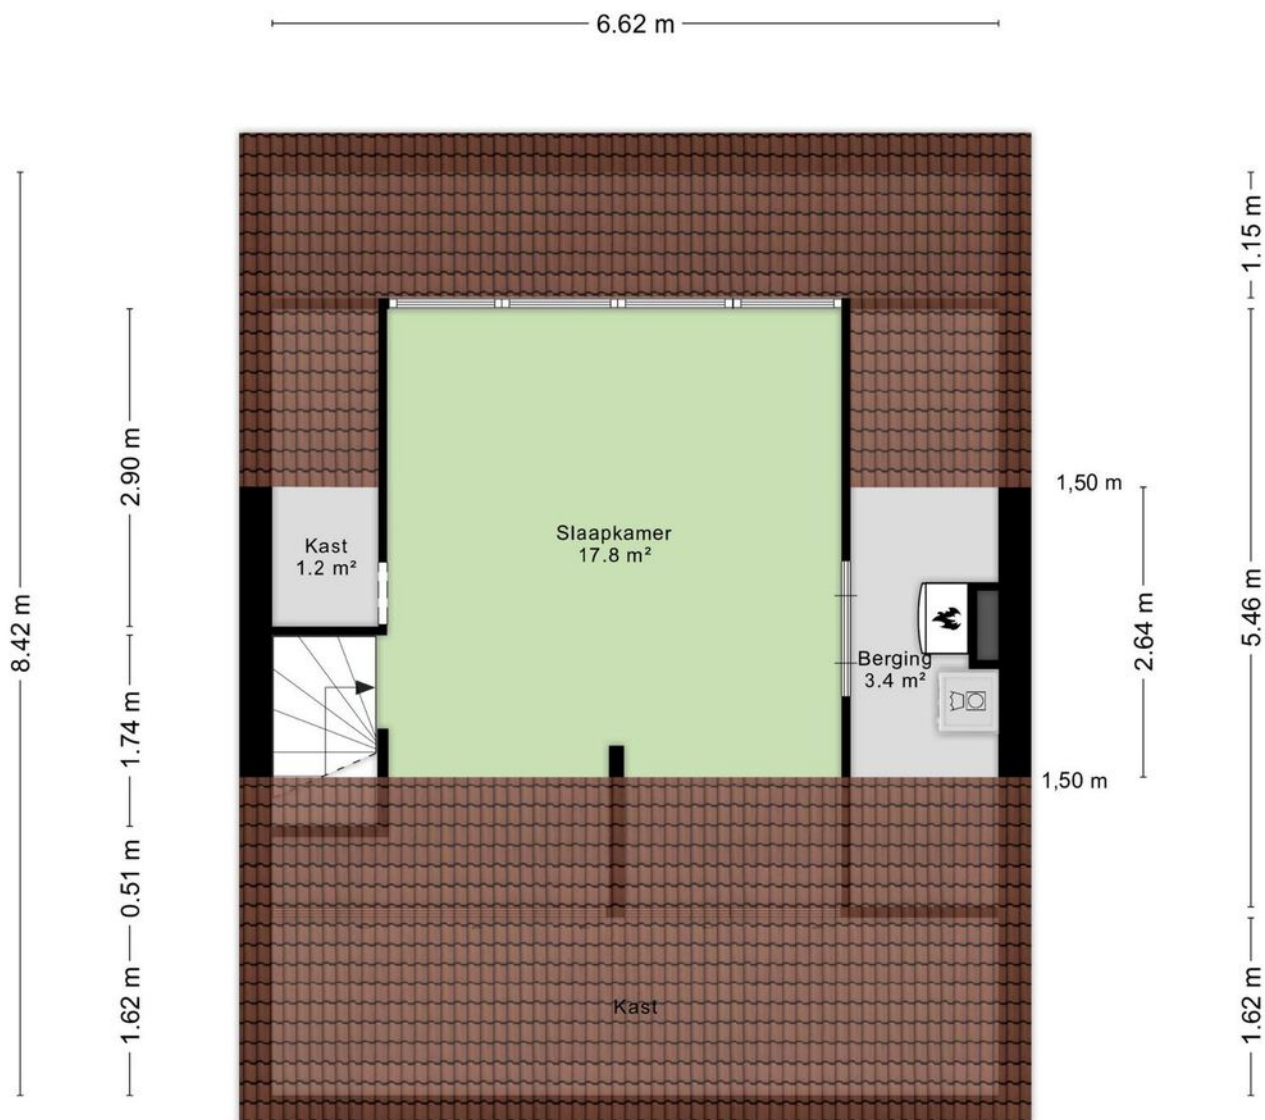 6.62 m
1.15 m
2.90 m
1,50 m
Slaapkamer
17.8 m²
Kast
1.2 m²
8.42 m
2.64 m
5.46 m
Berging
3.4 m²
1.74 m
1,50 m
0.51 m
1.62 m
Kast
1.62 m